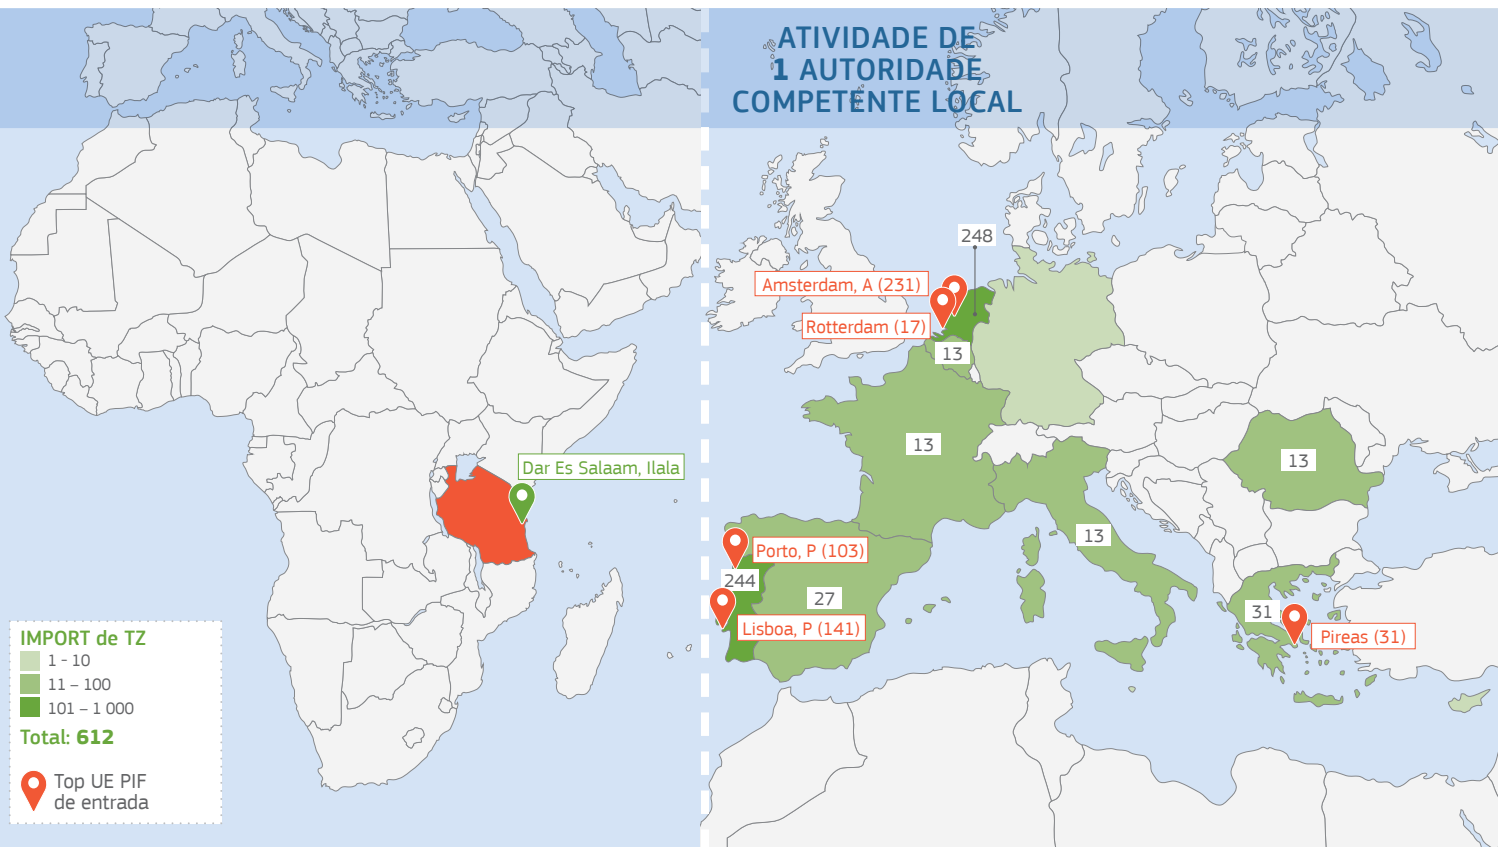 ATIVIDADE DE
1 AUTORIDADE
COMPETENTE LOCAL
248
Amsterdam, A (231)
Rotterdam (17)
13
13
13
Dar Es Salaam, Ilala
13
Porto, P (103)
244
27
Lisboa, P (141)
31
Pireas (31)
IMPORT de TZ
1 - 10
11 – 100
101 – 1 000
Total: 612
Top UE PIF
de entrada